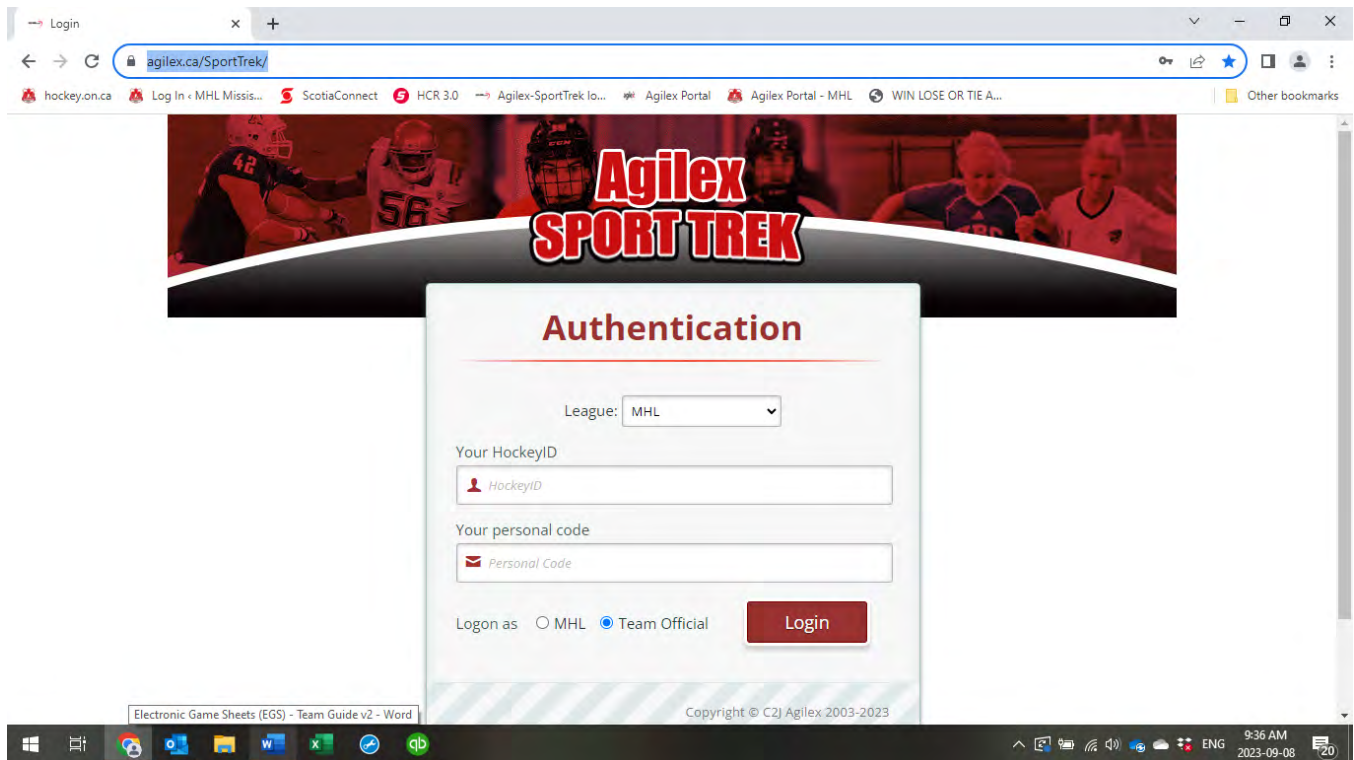 Login
agilex.ca/SportTrek/
hockey.on.ca Log In ‹ MHL Missis... ScotiaConnect HCR 3.0 Agilex-SportTrek lo... Agilex Portal Agilex Portal - MHL WIN LOSE OR TIE A... Other bookmarks
42
56
CCM
Agilex
SPORT TREK
Authentication
League: MHL
Your HockeyID
HockeyID
Your personal code
Personal Code
Logon as MHL Team Official Login
Copyright © C2J Agilex 2003-2023
Electronic Game Sheets (EGS) - Team Guide v2 - Word
ENG 9:36 AM
2023-09-08
20